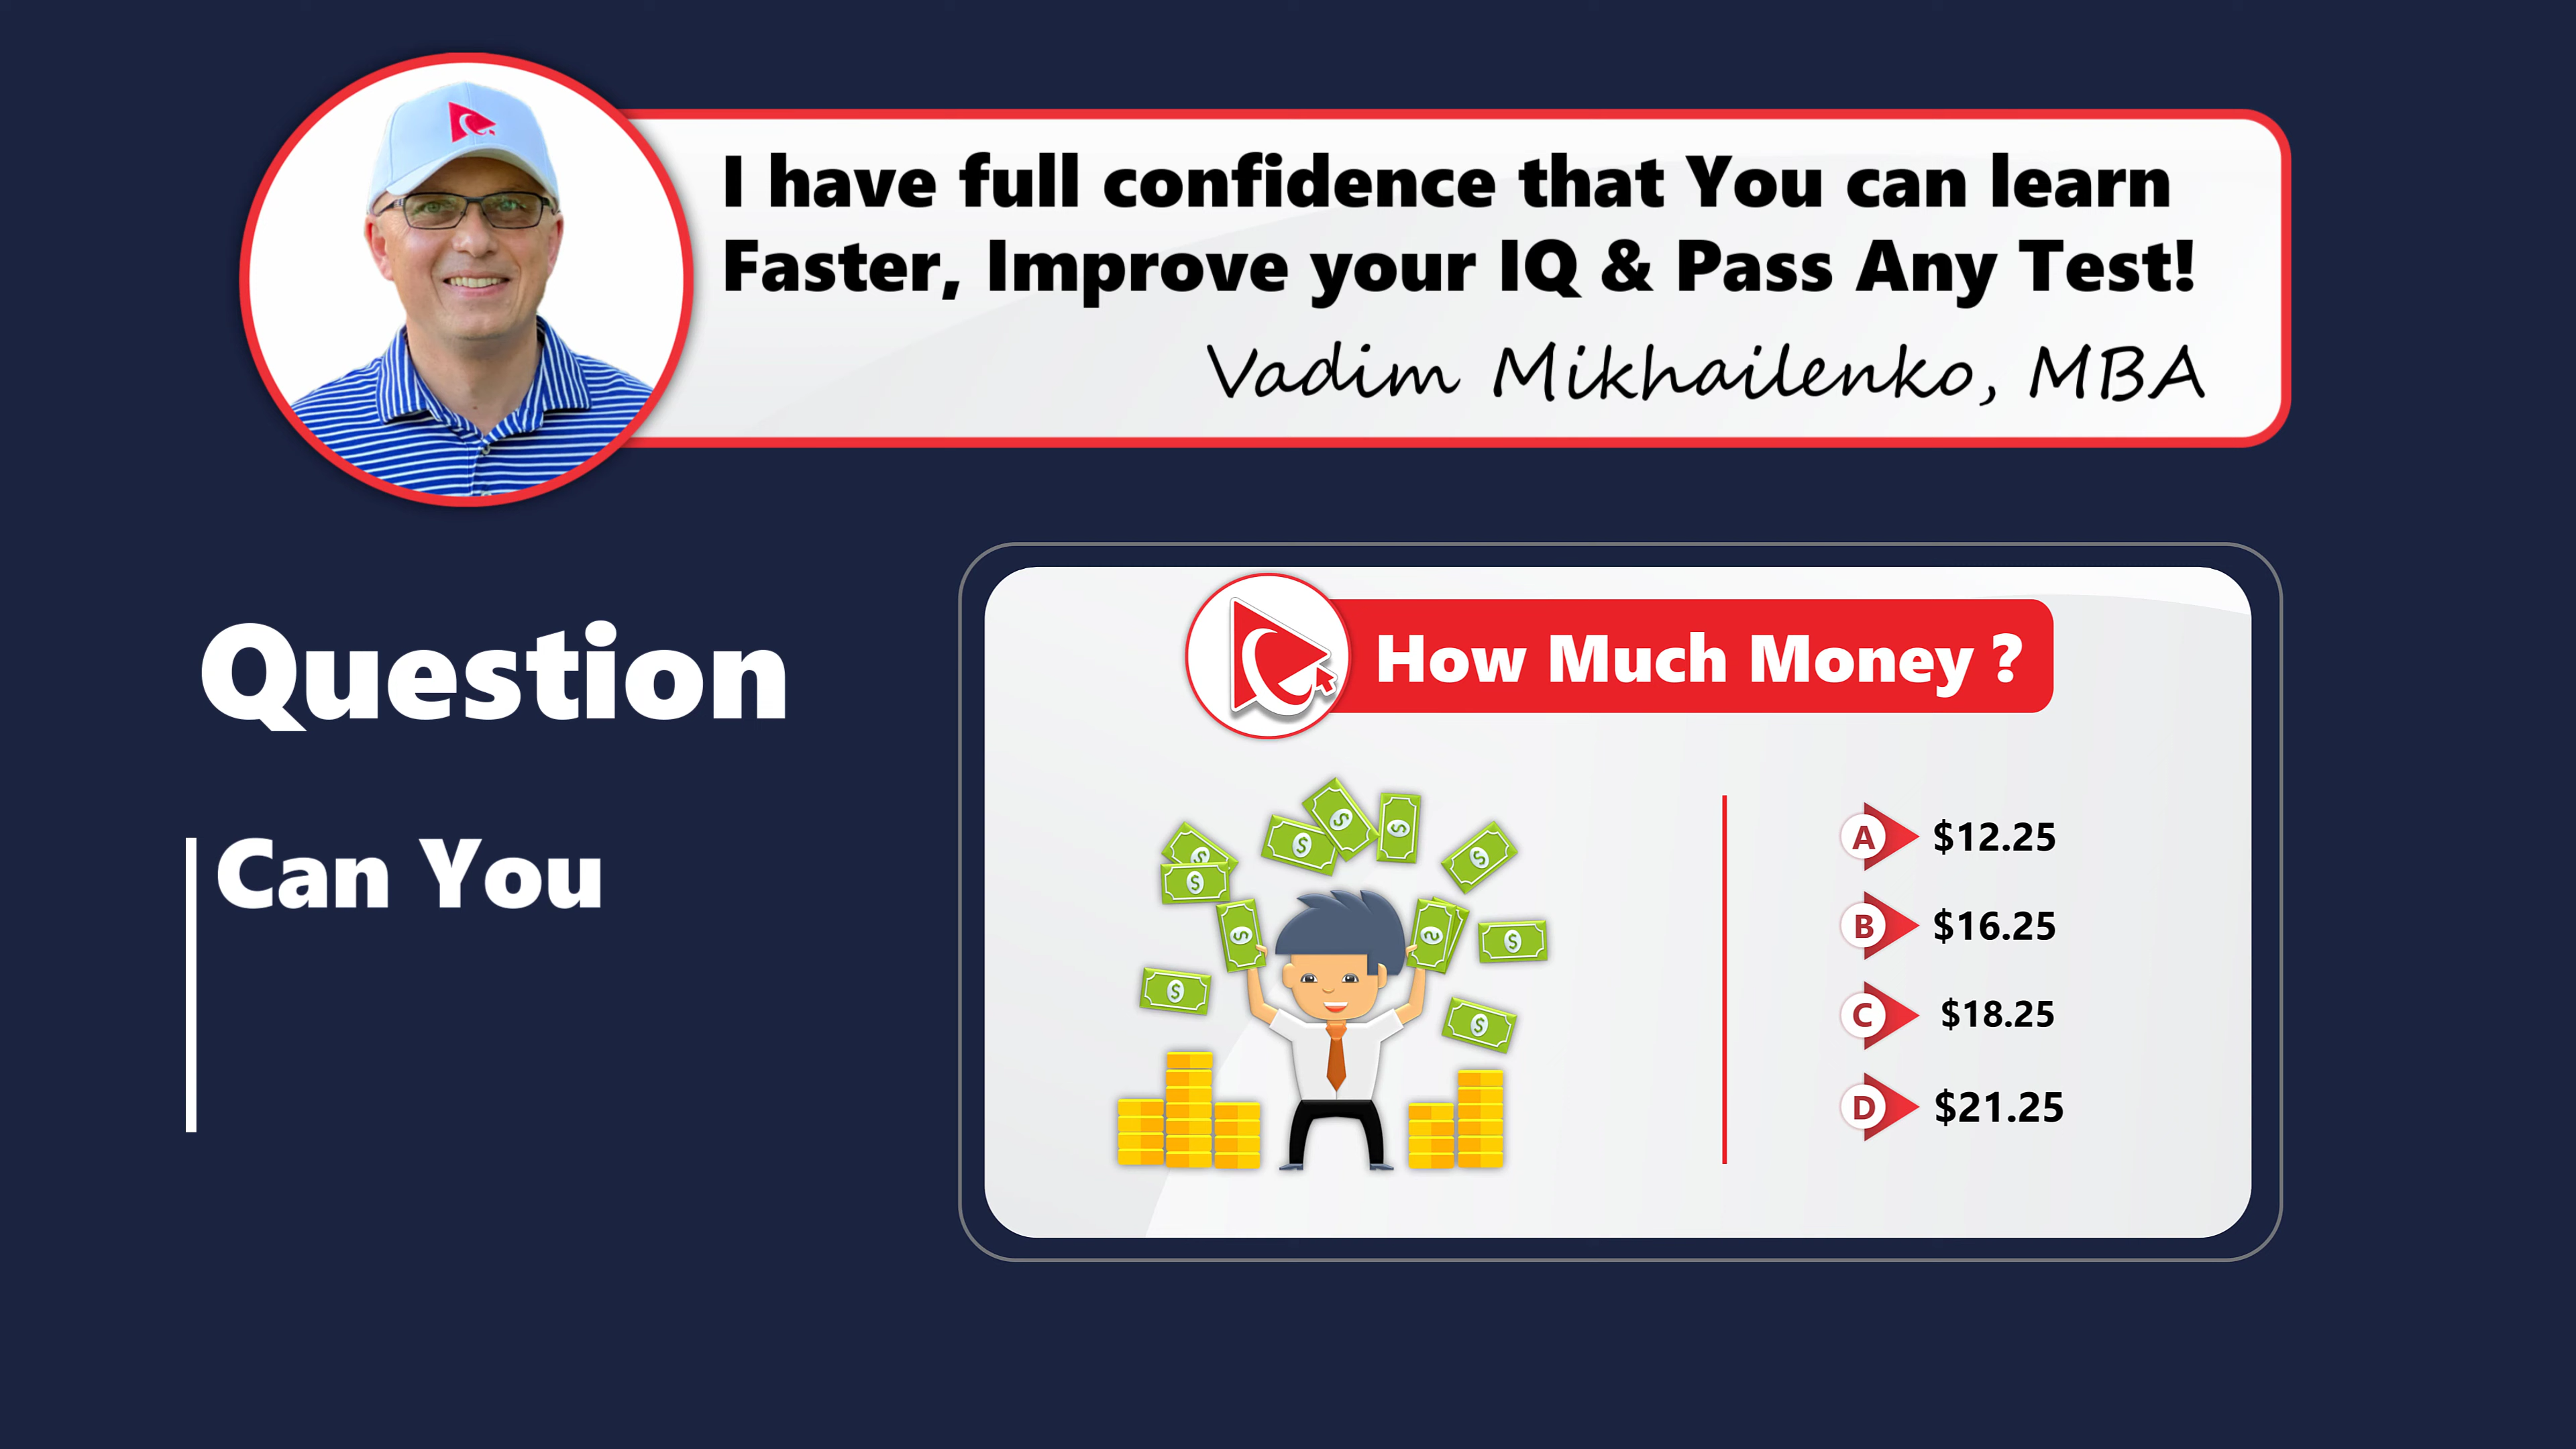 I have full confidence that You can learn
Faster, Improve your IQ & Pass Any Test!
Vadim Mikhailenko, MBA
Question
Can You
How Much Money ?
A $12.25
B $16.25
C $18.25
D $21.25